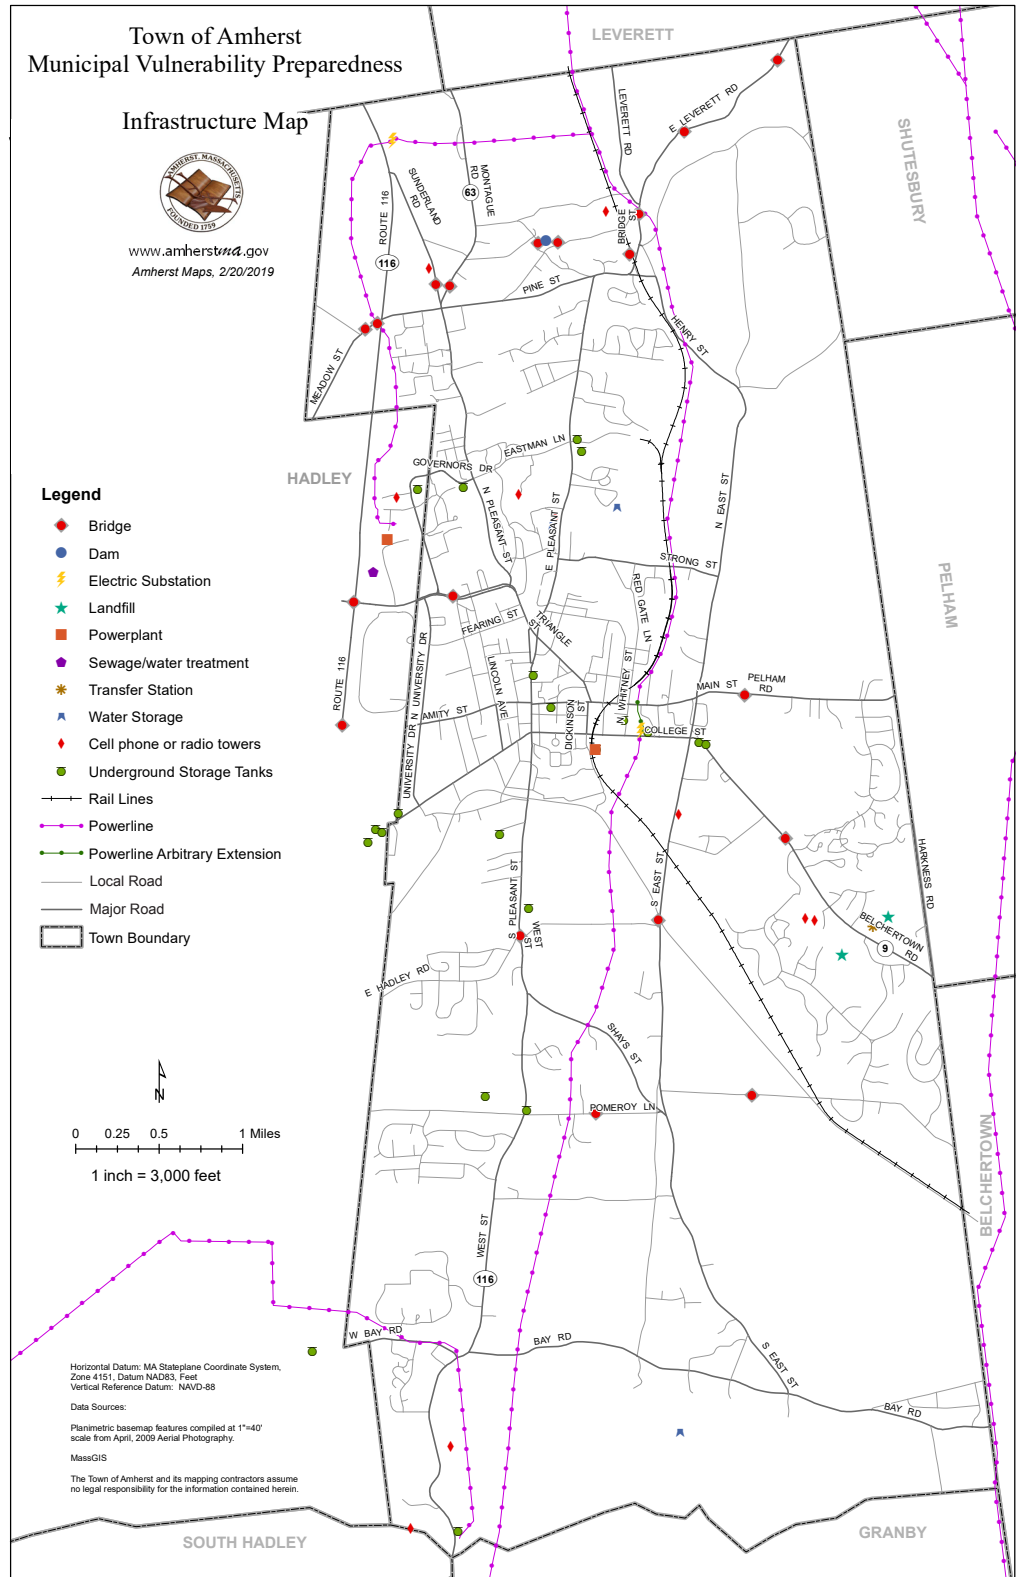 Town of Amherst
Municipal Vulnerability Preparedness
Infrastructure Map
AMHERST, MASSACHUSETTS
FOUNDED 1759
www.amherstma.gov
Amherst Maps, 2/20/2019
LEVERETT
SHUTESBURY
HADLEY
PELHAM
BELCHERTOWN
SOUTH HADLEY
GRANBY
E LEVERETT RD
LEVERETT RD
MONTAGUE RD
63
SUNDERLAND RD
ROUTE 116
116
BRIDGE ST
PINE ST
HENRY ST
MEADOW ST
EASTMAN LN
GOVERNORS DR
N PLEASANT ST
E PLEASANT ST
N EAST ST
STRONG ST
RED GATE LN
FEARING ST
TRIANGLE ST
N UNIVERSITY DR
LINCOLN AVE
N WHITNEY ST
MAIN ST
PELHAM RD
ROUTE 116
AMITY ST
DICKINSON ST
COLLEGE ST
UNIVERSITY DR
HARKNESS RD
S PLEASANT ST
S EAST ST
WEST ST
BELCHERTOWN RD
9
E HADLEY RD
SHAYS ST
POMEROY LN
WEST ST
116
W BAY RD
BAY RD
S EAST ST
BAY RD
Legend
Bridge
Dam
Electric Substation
Landfill
Powerplant
Sewage/water treatment
Transfer Station
Water Storage
Cell phone or radio towers
Underground Storage Tanks
Rail Lines
Powerline
Powerline Arbitrary Extension
Local Road
Major Road
Town Boundary
N
0 0.25 0.5 1 Miles
1 inch = 3,000 feet
Horizontal Datum: MA Stateplane Coordinate System,
Zone 4151, Datum NAD83, Feet
Vertical Reference Datum: NAVD-88
Data Sources:
Planimetric basemap features compiled at 1"=40'
scale from April, 2009 Aerial Photography.
MassGIS
The Town of Amherst and its mapping contractors assume
no legal responsibility for the information contained herein.